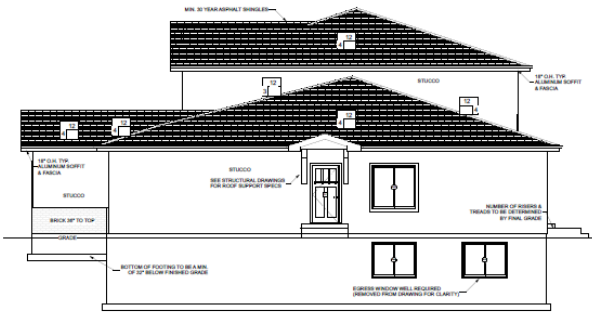 MIN. 30 YEAR ASPHALT SHINGLES
12
4
STUCCO
18" O.H. TYP.
ALUMINUM SOFFIT
& FASCIA
12
3
12
4
12
4
12
4
12
4
18" O.H. TYP.
ALUMINUM SOFFIT
& FASCIA
STUCCO
STUCCO
SEE STRUCTURAL DRAWINGS
FOR ROOF SUPPORT SPECS
BRICK 36" TO TOP
NUMBER OF RISERS &
TREADS TO BE DETERMINED
BY FINAL GRADE
GRADE
BOTTOM OF FOOTING TO BE A MIN.
OF 32" BELOW FINISHED GRADE
EGRESS WINDOW WELL REQUIRED
(REMOVED FROM DRAWING FOR CLARITY)